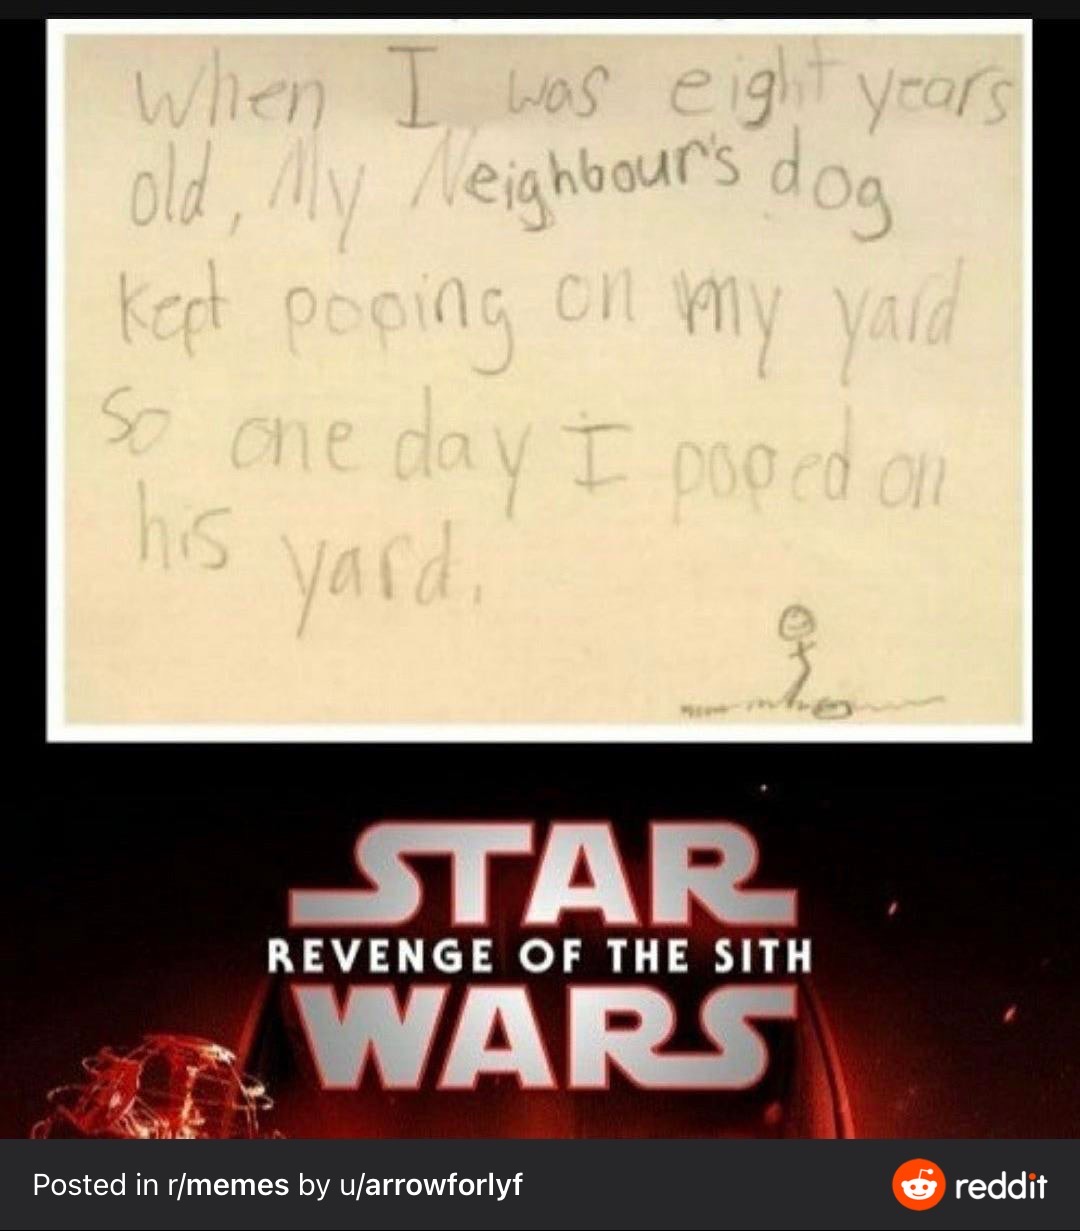 When I was eight years
old, My Neighbour's dog
kept poping on my yard
so one day I pooped on
his yard.
STAR
REVENGE OF THE SITH
WARS
Posted in r/memes by u/arrowforlyf
reddit